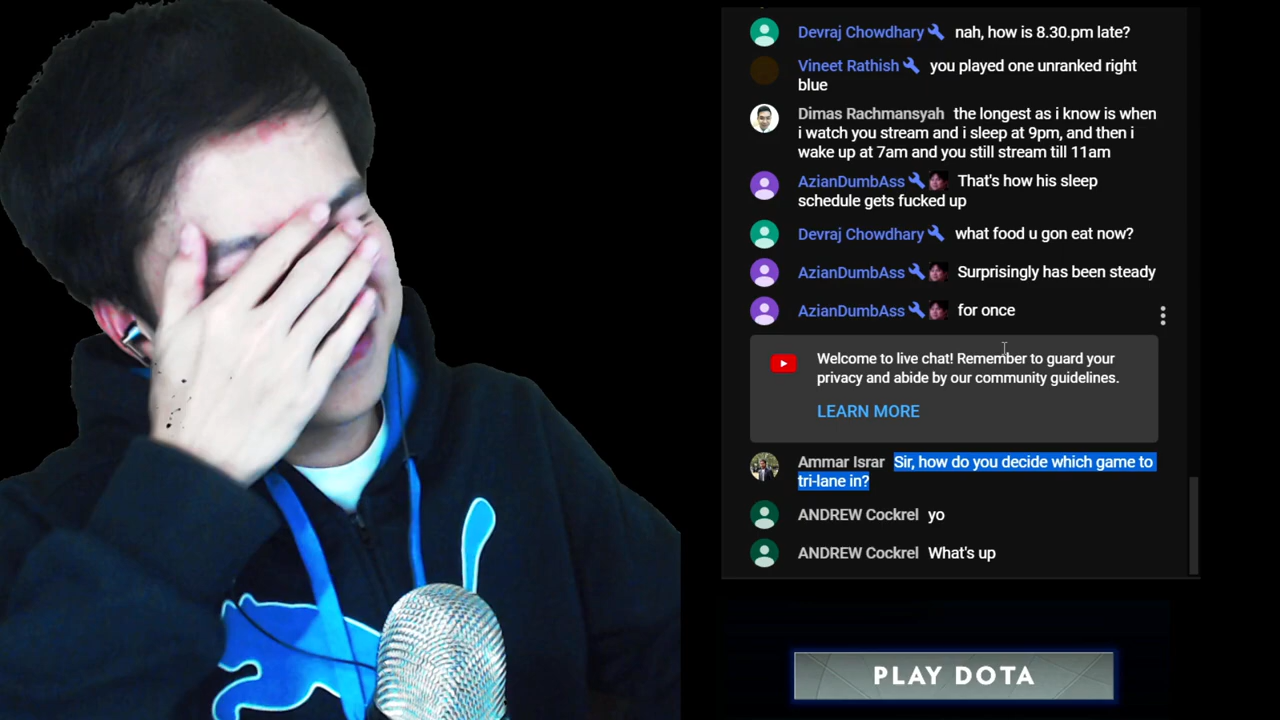 Devraj Chowdhary nah, how is 8.30.pm late?
Vineet Rathish you played one unranked right
blue
Dimas Rachmansyah the longest as i know is when
i watch you stream and i sleep at 9pm, and then i
wake up at 7am and you still stream till 11am
AzianDumbAss That's how his sleep
schedule gets fucked up
Devraj Chowdhary what food u gon eat now?
AzianDumbAss Surprisingly has been steady
AzianDumbAss for once
Welcome to live chat! Remember to guard your
privacy and abide by our community guidelines.
LEARN MORE
Ammar Israr Sir, how do you decide which game to
tri-lane in?
ANDREW Cockrel yo
ANDREW Cockrel What's up
PLAY DOTA